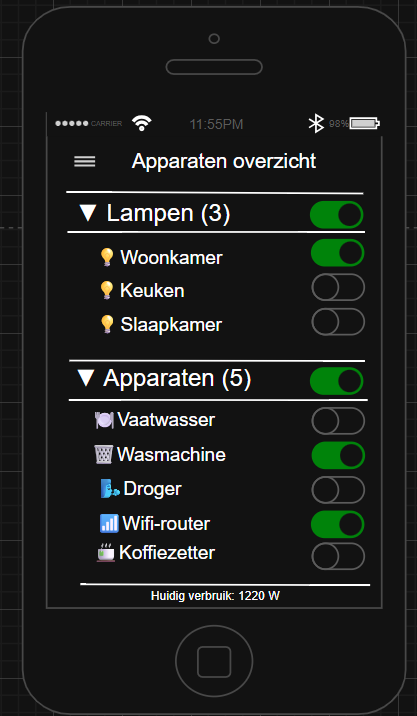 CARRIER 11:55PM 98%
Apparaten overzicht
▼ Lampen (3)
Woonkamer
Keuken
Slaapkamer
▼ Apparaten (5)
Vaatwasser
Wasmachine
Droger
Wifi-router
Koffiezetter
Huidig verbruik: 1220 W